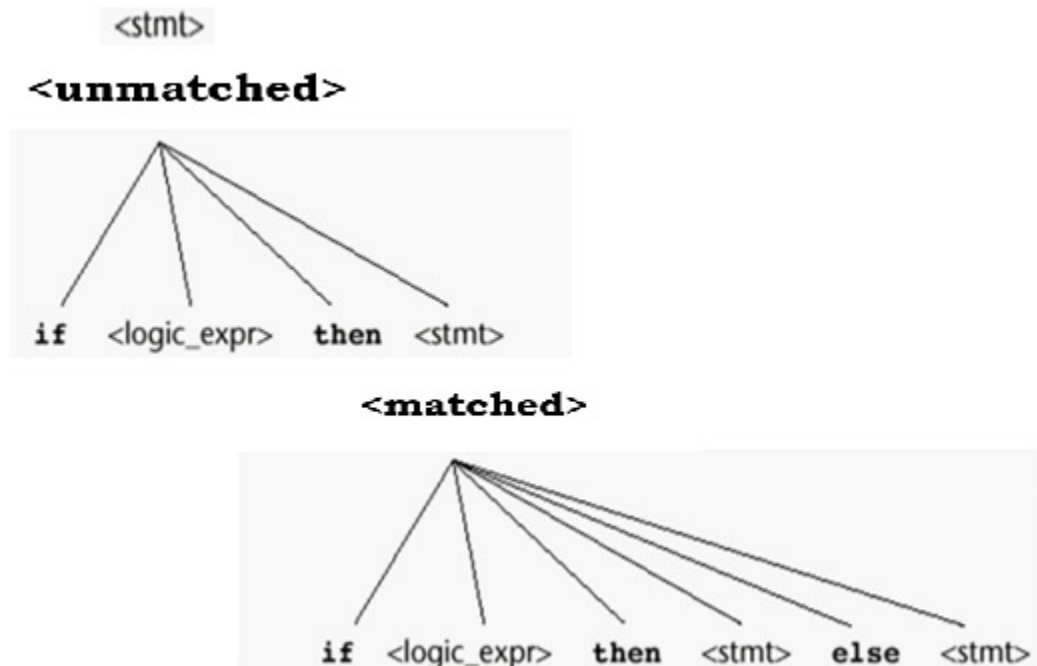 <stmt>
<unmatched>
if <logic_expr> then <stmt>
<matched>
if <logic_expr> then <stmt> else <stmt>